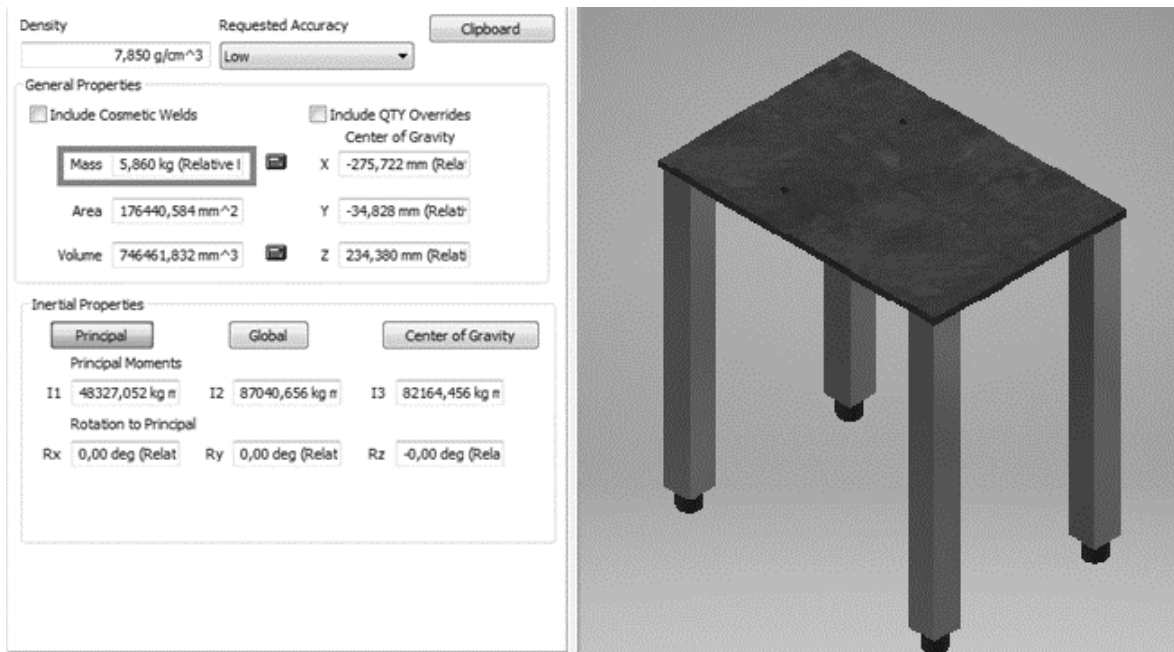 Density Requested Accuracy Clipboard
7,850 g/cm^3 Low
General Properties
Include Cosmetic Welds Include QTY Overrides
Center of Gravity
Mass 5,860 kg (Relative X -275,722 mm (Rela
Area 176440,584 mm^2 Y -34,828 mm (Relati
Volume 746461,832 mm^3 Z 234,380 mm (Relati
Inertial Properties
Principal Global Center of Gravity
Principal Moments
I1 48327,052 kg m I2 87040,656 kg m I3 82164,456 kg m
Rotation to Principal
Rx 0,00 deg (Relat Ry 0,00 deg (Relat Rz -0,00 deg (Rela